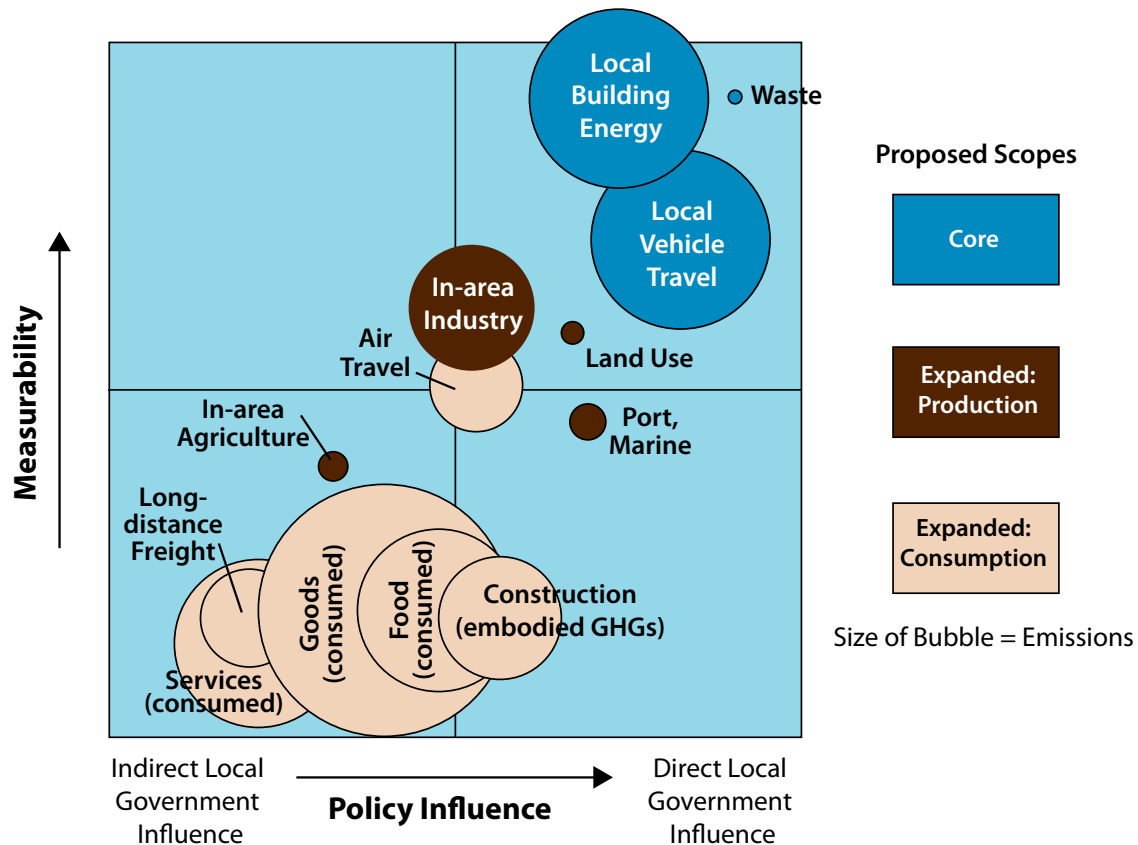 Local
Building
Energy
Waste
Proposed Scopes
Core
Local
Vehicle
Travel
In-area
Industry
Air
Travel
Land Use
Expanded:
Production
In-area
Agriculture
Port,
Marine
Long-
distance
Freight
Goods
(consumed)
Food
(consumed)
Construction
(embodied GHGs)
Services
(consumed)
Expanded:
Consumption
Size of Bubble = Emissions
Measurability
Indirect Local
Government
Influence
Policy Influence
Direct Local
Government
Influence